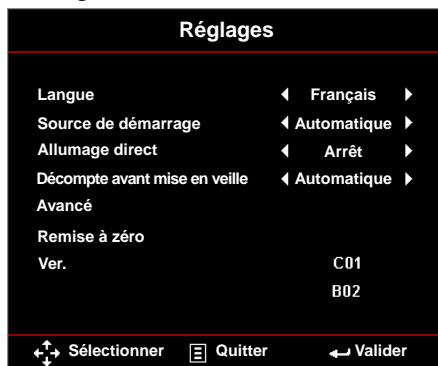 Réglages
Langue Français
Source de démarrage Automatique
Allumage direct Arrêt
Décompte avant mise en veille Automatique
Avancé
Remise à zéro
Ver. C01
B02
Sélectionner Quitter Valider